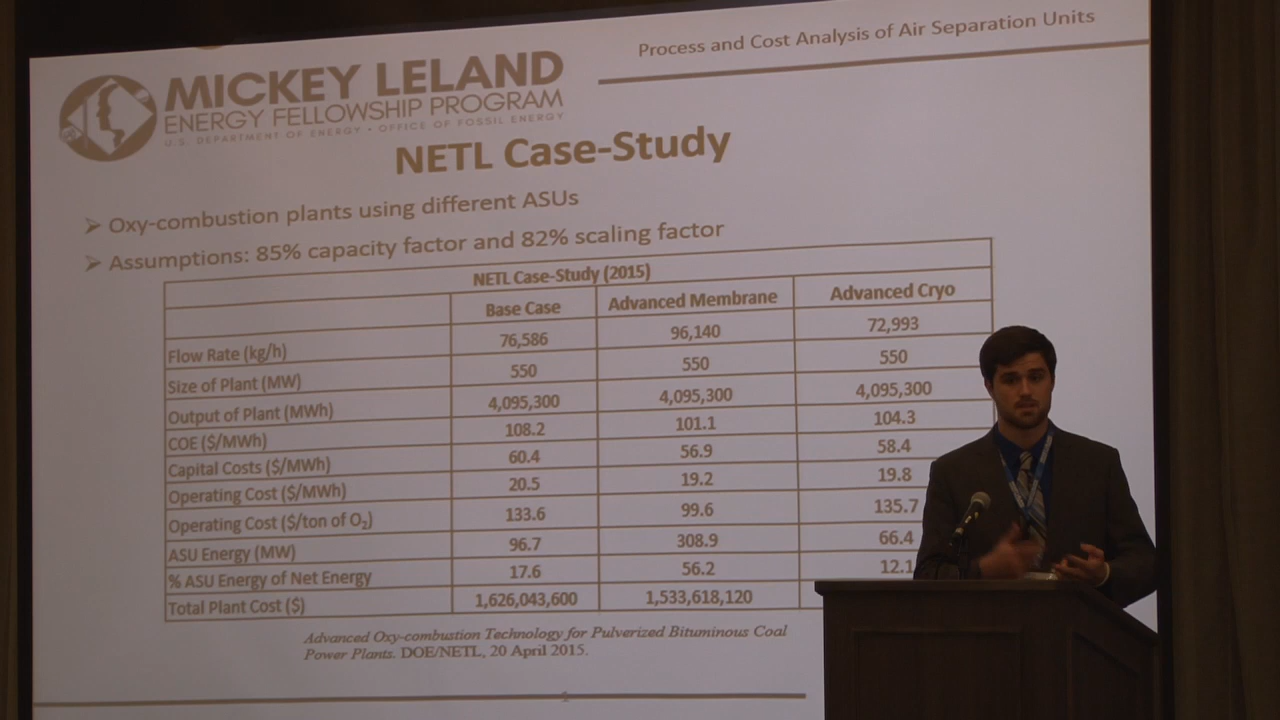 Process and Cost Analysis of Air Separation Units
MICKEY LELAND
ENERGY FELLOWSHIP PROGRAM
U.S. DEPARTMENT OF ENERGY • OFFICE OF FOSSIL ENERGY
NETL Case-Study
➢ Oxy-combustion plants using different ASUs
➢ Assumptions: 85% capacity factor and 82% scaling factor
NETL Case-Study (2015)
Base Case Advanced Membrane Advanced Cryo
Flow Rate (kg/h) 76,586 96,140 72,993
Size of Plant (MW) 550 550 550
Output of Plant (MWh) 4,095,300 4,095,300 4,095,300
COE ($/MWh) 108.2 101.1 104.3
Capital Costs ($/MWh) 60.4 56.9 58.4
Operating Cost ($/MWh) 20.5 19.2 19.8
Operating Cost ($/ton of O₂) 133.6 99.6 135.7
ASU Energy (MW) 96.7 308.9 66.4
% ASU Energy of Net Energy 17.6 56.2 12.1
Total Plant Cost ($) 1,626,043,600 1,533,618,120
Advanced Oxy-combustion Technology for Pulverized Bituminous Coal
Power Plants. DOE/NETL, 20 April 2015.